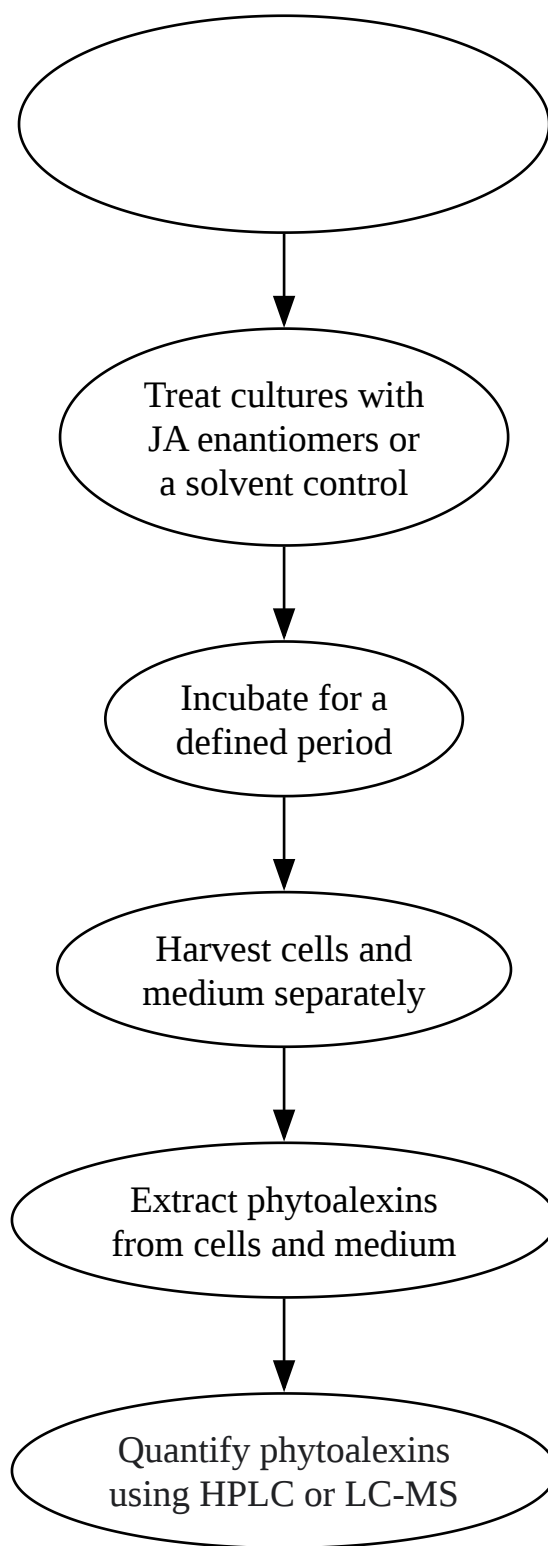 Treat cultures with
JA enantiomers or
a solvent control
Incubate for a
defined period
Harvest cells and
medium separately
Extract phytoalexins
from cells and medium
Quantify phytoalexins
using HPLC or LC-MS